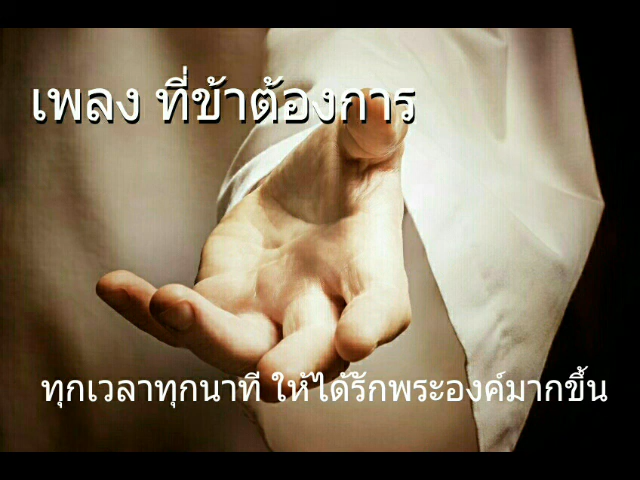 เพลง ที่ข้าต้องการ
ทุกเวลาทุกนาที ให้ได้รักพระองค์มากขึ้น